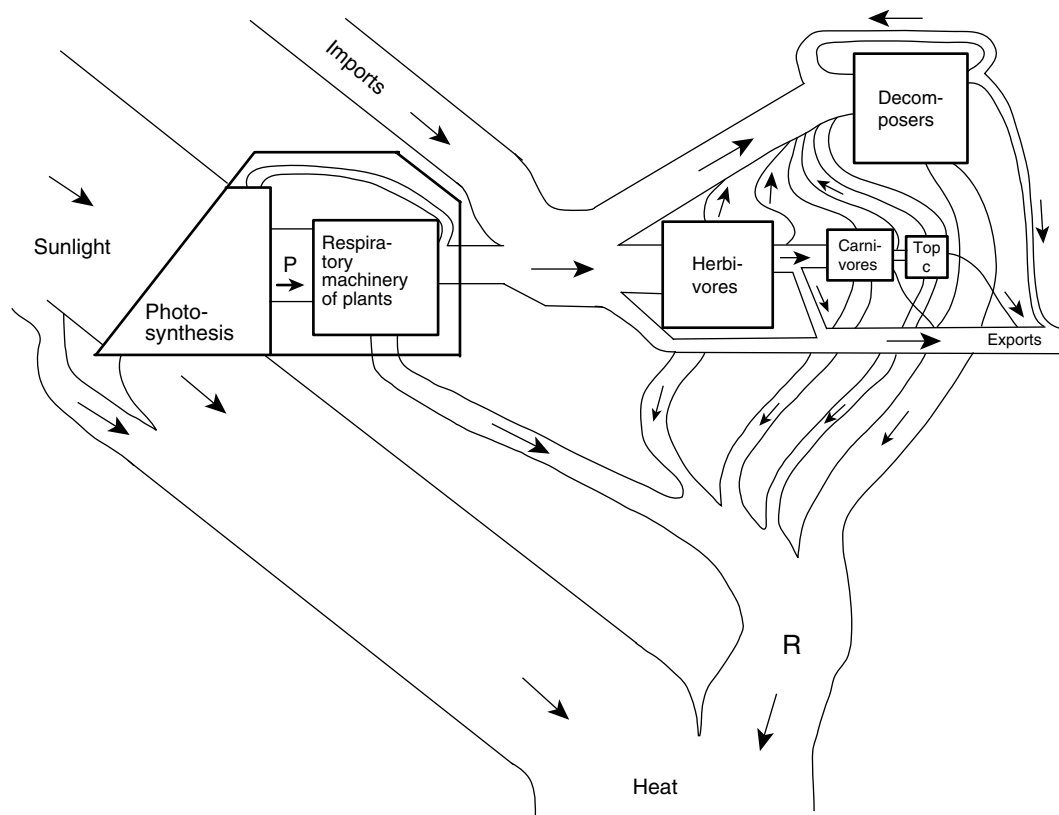 Imports
Decom-
posers
Sunlight
P
Respira-
tory
machinery
of plants
Photo-
synthesis
Herbi-
vores
Carni-
vores
Top
c
Exports
R
Heat